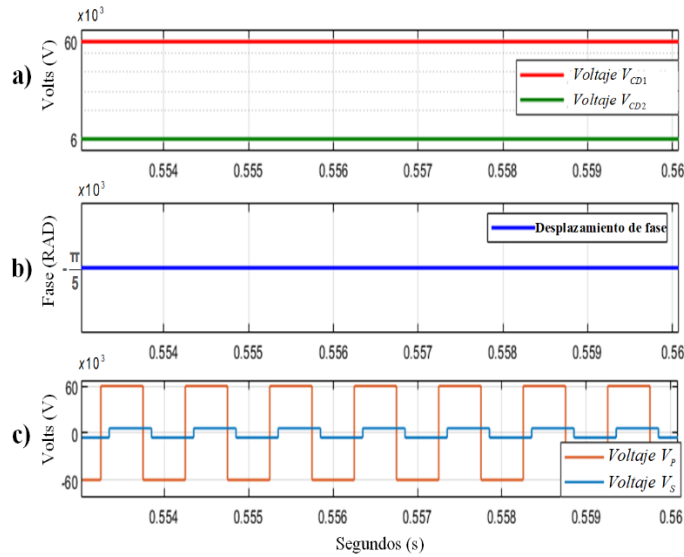 x10³
a)
Volts (V)
60
6
Voltaje V_CD1
Voltaje V_CD2
0.554 0.555 0.556 0.557 0.558 0.559 0.56
x10³
b)
Fase (RAD)
-π/5
Desplazamiento de fase
0.554 0.555 0.556 0.557 0.558 0.559 0.56
x10³
c)
Volts (V)
60
0
-60
Voltaje V_P
Voltaje V_S
0.554 0.555 0.556 0.557 0.558 0.559 0.56
Segundos (s)